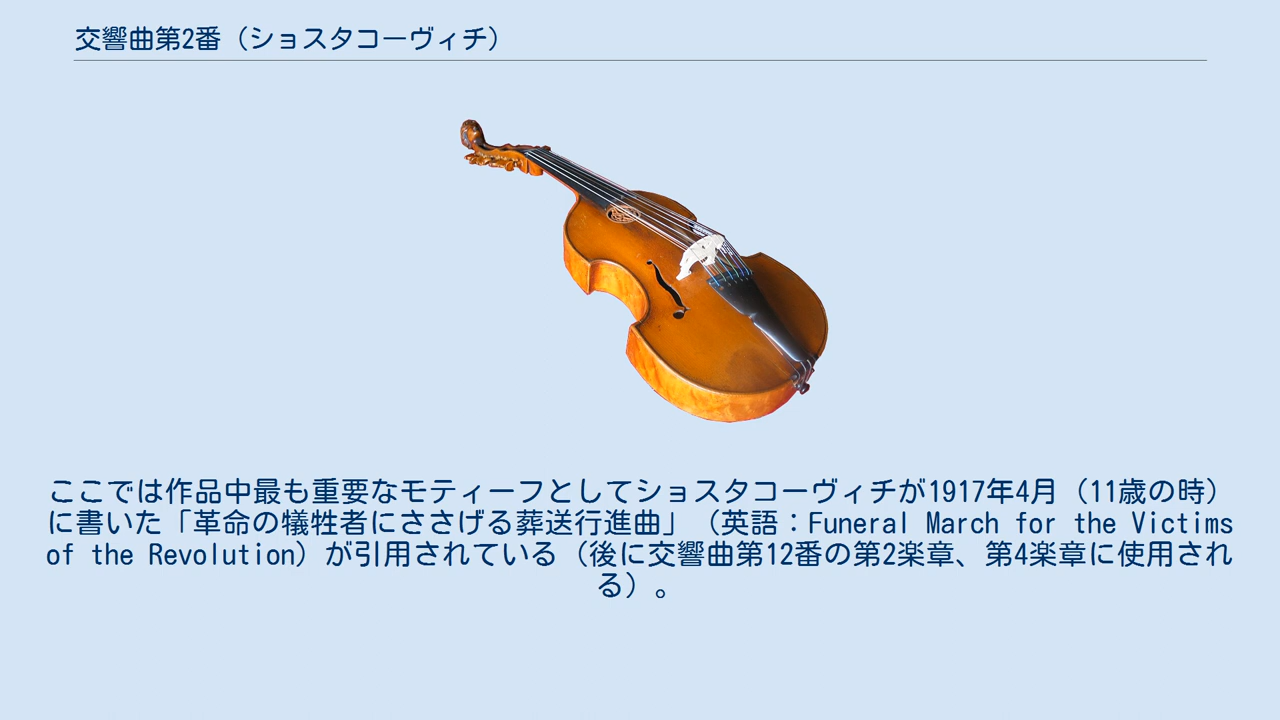 交響曲第2番（ショスタコーヴィチ）
ここでは作品中最も重要なモティーフとしてショスタコーヴィチが1917年4月（11歳の時）
に書いた「革命の犠牲者にささげる葬送行進曲」（英語：Funeral March for the Victims
of the Revolution）が引用されている（後に交響曲第12番の第2楽章、第4楽章に使用され
る）。